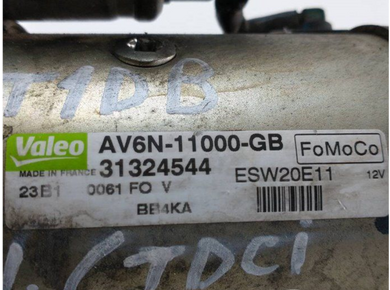 T1DB
Valeo AV6N-11000-GB FoMoCo
MADE IN FRANCE 31324544 ESW20E11 12V
23B1 0061 FO V
BB4KA
TDCi